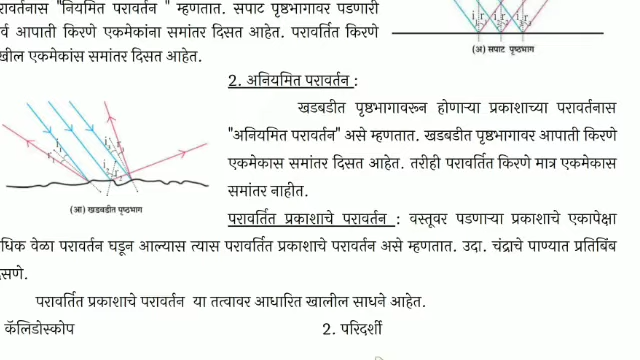 रावर्तनास "नियमित परावर्तन " म्हणतात. सपाट पृष्ठभागावर पडणारी
र्व आपाती किरणे एकमेकांना समांतर दिसत आहेत. परावर्तित किरणे
खील एकमेकांस समांतर दिसत आहेत.
i r i r i r
(अ) सपाट पृष्ठभाग
2. अनियमित परावर्तन :
खडबडीत पृष्ठभागावरून होणाऱ्या प्रकाशाच्या परावर्तनास
"अनियमित परावर्तन" असे म्हणतात. खडबडीत पृष्ठभागावर आपाती किरणे
एकमेकास समांतर दिसत आहेत. तरीही परावर्तित किरणे मात्र एकमेकास
समांतर नाहीत.
(आ) खडबडीत पृष्ठभाग
परावर्तित प्रकाशाचे परावर्तन : वस्तूवर पडणाऱ्या प्रकाशाचे एकापेक्षा
धिक वेळा परावर्तन घडून आल्यास त्यास परावर्तित प्रकाशाचे परावर्तन असे म्हणतात. उदा. चंद्राचे पाण्यात प्रतिबिंब
सणे.
परावर्तित प्रकाशाचे परावर्तन या तत्वावर आधारित खालील साधने आहेत.
कॅलिडोस्कोप 2. परिदर्शी